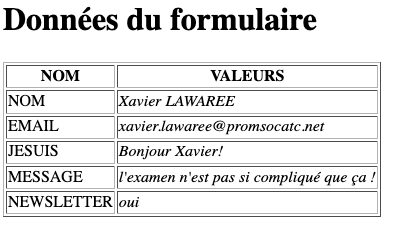 Données du formulaire
NOM VALEURS
NOM Xavier LAWAREE
EMAIL xavier.lawaree@promsocatc.net
JESUIS Bonjour Xavier!
MESSAGE l'examen n'est pas si compliqué que ça !
NEWSLETTER oui